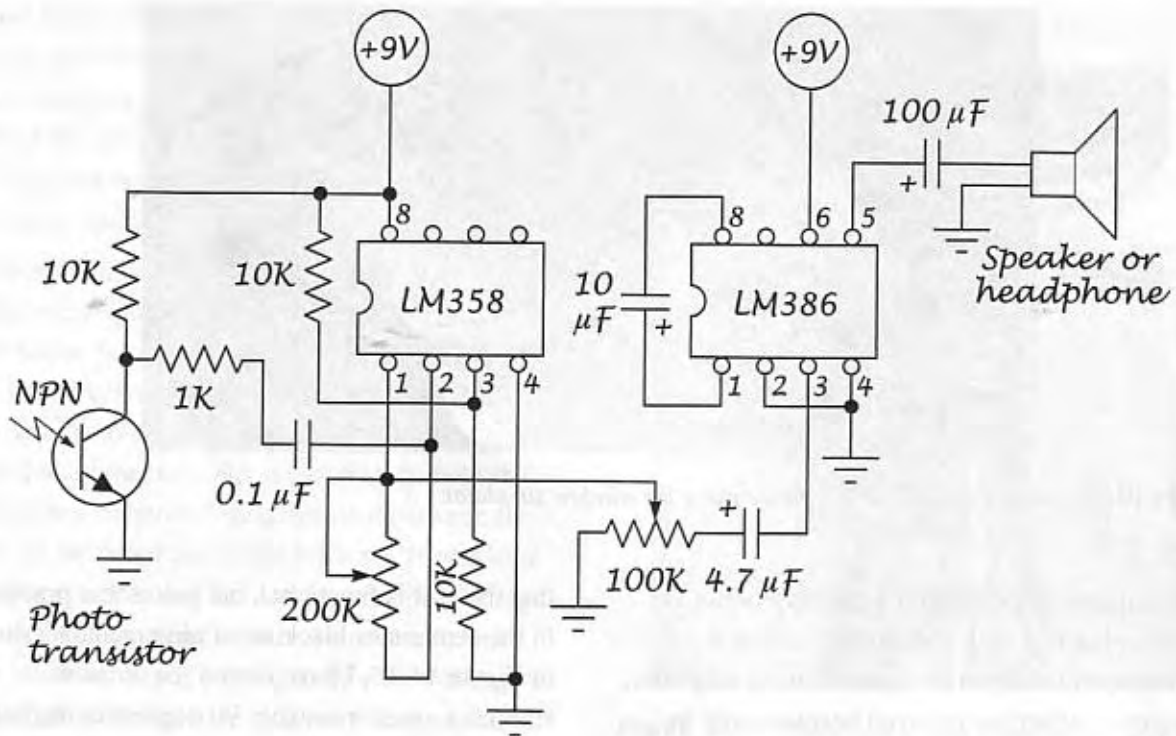 +9V
+9V
100 µF
+
8
8
6
5
10K
10K
LM358
10
µF
+
LM386
Speaker or
headphone
NPN
1K
1
2
3
4
1
2
3
4
0.1 µF
+
200K
10K
100K
4.7 µF
Photo
transistor